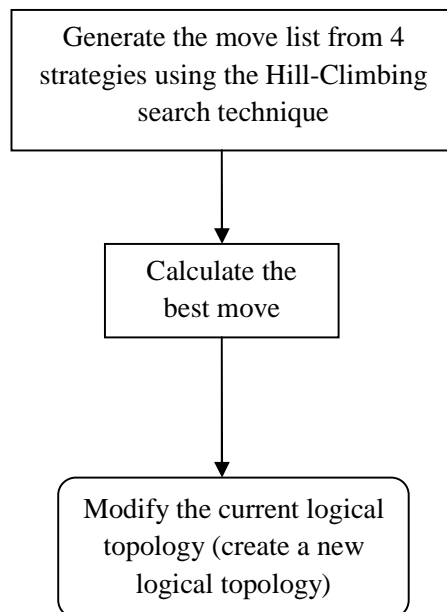 Generate the move list from 4
strategies using the Hill-Climbing
search technique
Calculate the
best move
Modify the current logical
topology (create a new
logical topology)